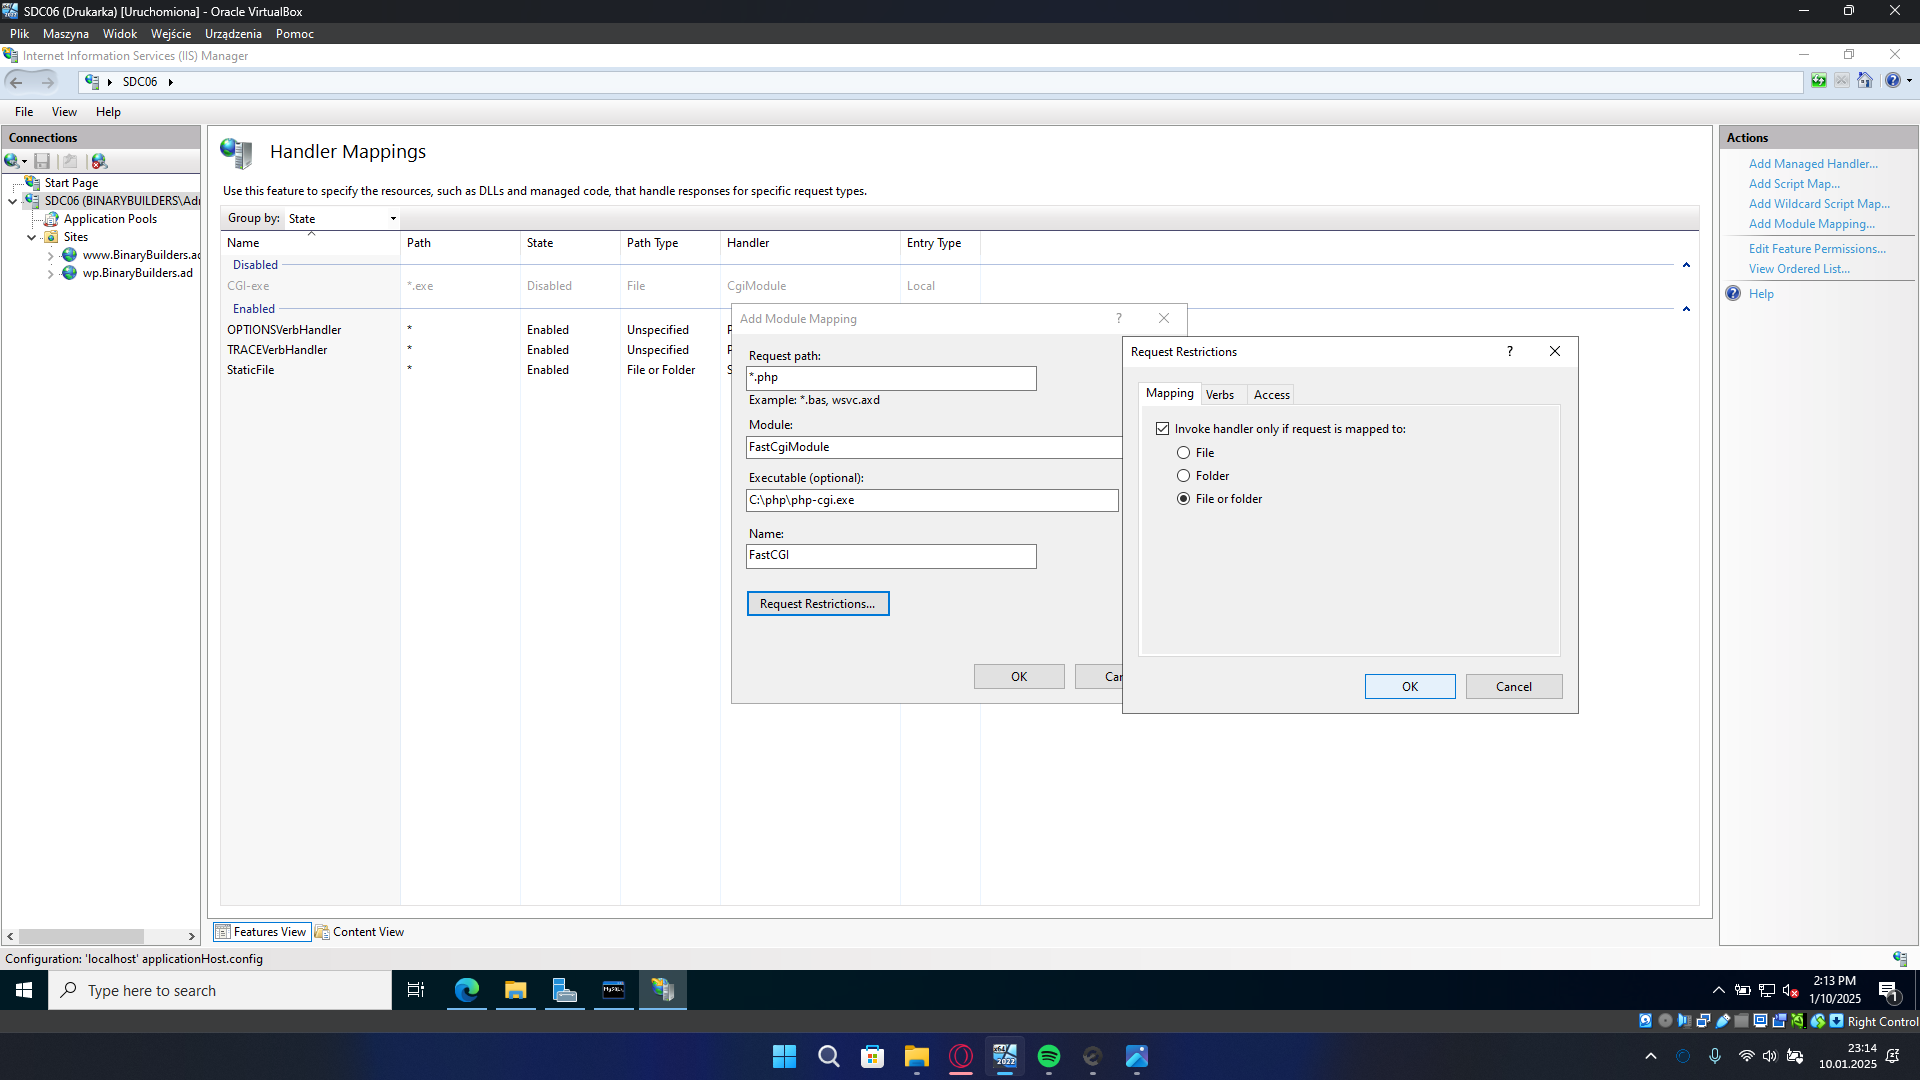 SDC06 (Drukarka) [Uruchomiona] - Oracle VirtualBox
Plik Maszyna Widok Wejście Urządzenia Pomoc
Internet Information Services (IIS) Manager
SDC06
File View Help
Connections
Start Page
SDC06 (BINARYBUILDERS\Adı
Application Pools
Sites
www.BinaryBuilders.ac
wp.BinaryBuilders.ad
Handler Mappings
Use this feature to specify the resources, such as DLLs and managed code, that handle responses for specific request types.
Group by: State
Name Path State Path Type Handler Entry Type
Disabled
CGI-exe *.exe Disabled File CgiModule Local
Enabled
OPTIONSVerbHandler * Enabled Unspecified
TRACEVerbHandler * Enabled Unspecified
StaticFile * Enabled File or Folder
Add Module Mapping ?
Request path:
*.php
Example: *.bas, wsvc.axd
Module:
FastCgiModule
Executable (optional):
C:\php\php-cgi.exe
Name:
FastCGI
Request Restrictions...
OK Car
Request Restrictions ?
Mapping Verbs Access
Invoke handler only if request is mapped to:
File
Folder
File or folder
OK Cancel
Actions
Add Managed Handler...
Add Script Map...
Add Wildcard Script Map...
Add Module Mapping...
Edit Feature Permissions...
View Ordered List...
Help
Features View Content View
Configuration: 'localhost' applicationHost.config
Type here to search
2:13 PM
1/10/2025
1
Right Control
23:14
10.01.2025